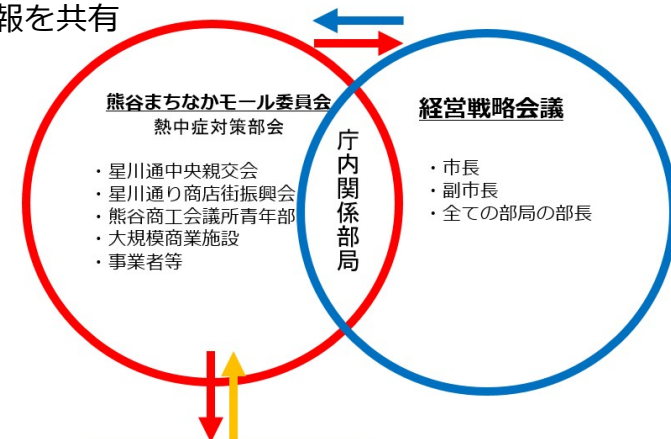 報を共有
熊谷まちなかモール委員会
熱中症対策部会
・星川通中央親交会
・星川通り商店街振興会
・熊谷商工会議所青年部
・大規模商業施設
・事業者等
庁内関係部局
経営戦略会議
・市長
・副市長
・全ての部局の部長